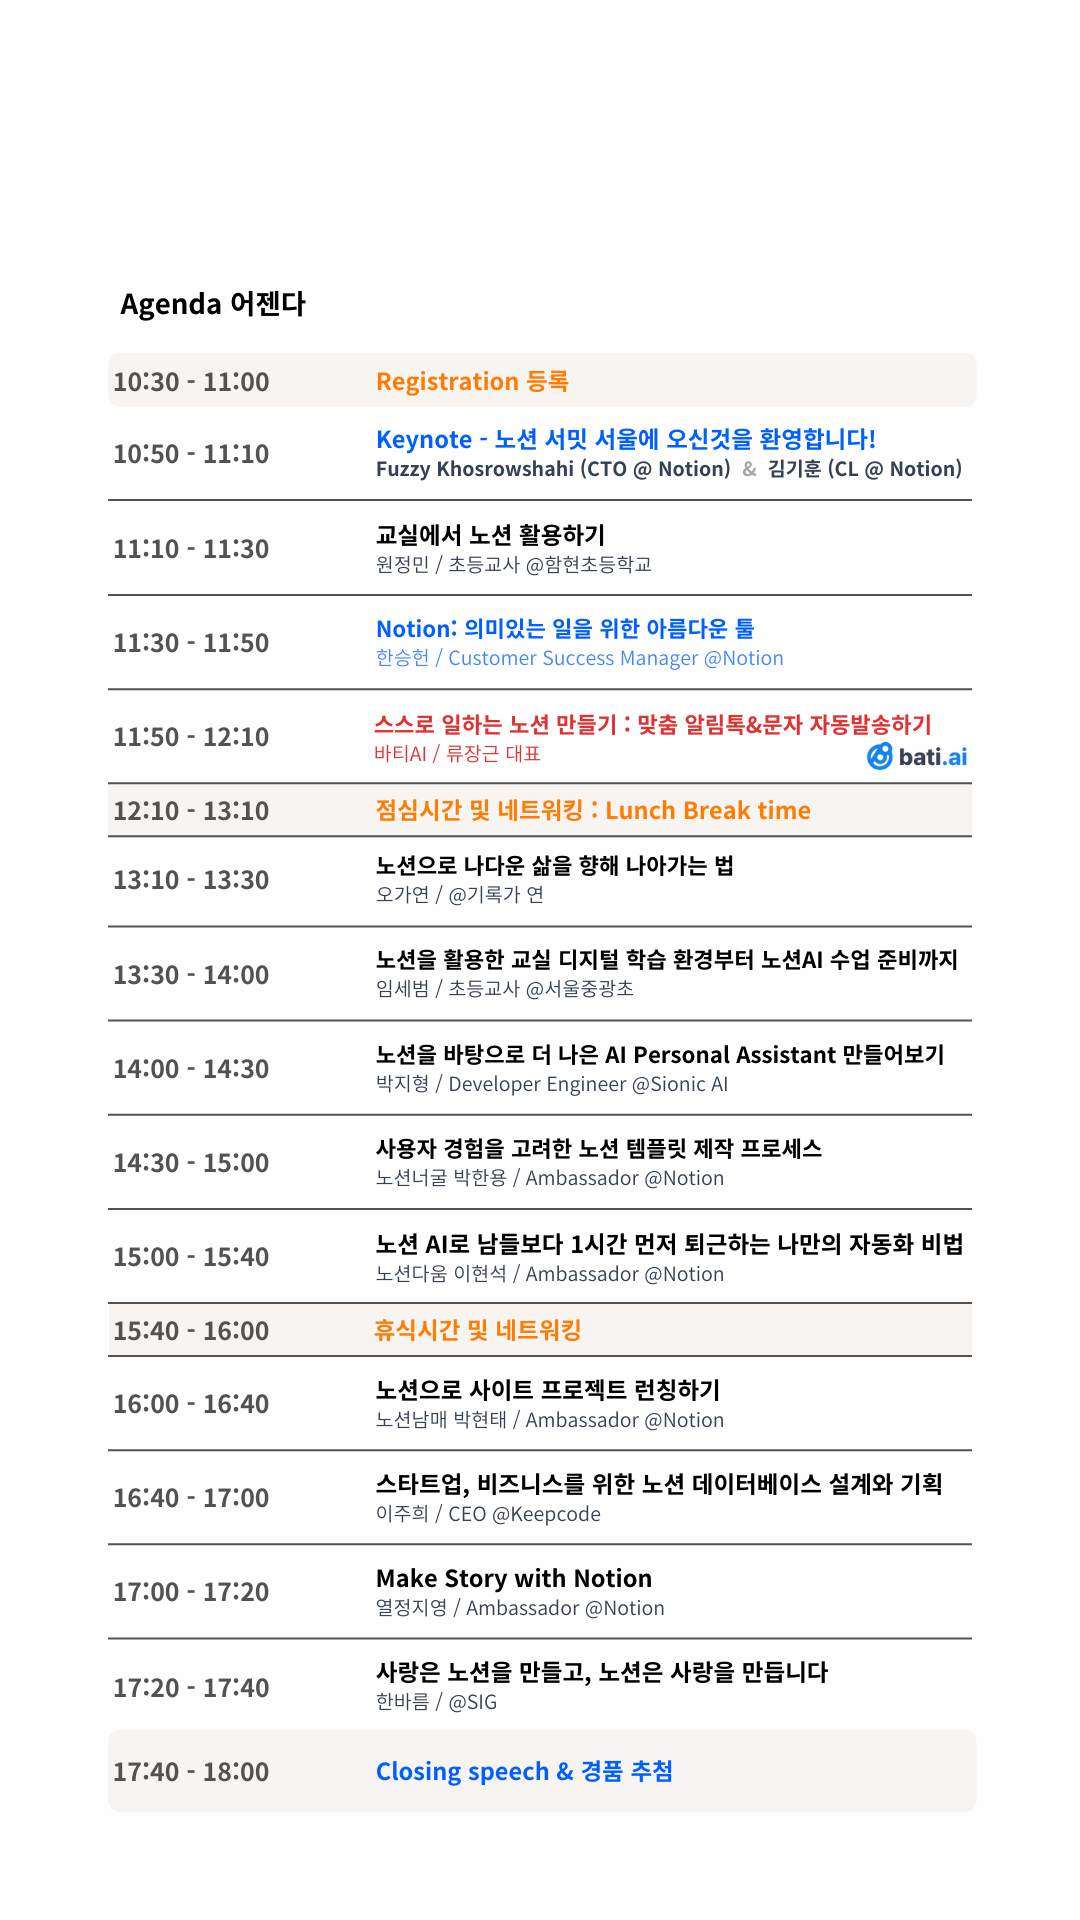 Agenda 어젠다
10:30 - 11:00 Registration 등록
10:50 - 11:10 Keynote - 노션 서밋 서울에 오신것을 환영합니다!
Fuzzy Khosrowshahi (CTO @ Notion) & 김기훈 (CL @ Notion)
11:10 - 11:30 교실에서 노션 활용하기
원정민 / 초등교사 @함현초등학교
11:30 - 11:50 Notion: 의미있는 일을 위한 아름다운 툴
한승헌 / Customer Success Manager @Notion
11:50 - 12:10 스스로 일하는 노션 만들기 : 맞춤 알림톡&문자 자동발송하기
바티AI / 류장근 대표 bati.ai
12:10 - 13:10 점심시간 및 네트워킹 : Lunch Break time
13:10 - 13:30 노션으로 나다운 삶을 향해 나아가는 법
오가연 / @기록가 연
13:30 - 14:00 노션을 활용한 교실 디지털 학습 환경부터 노션AI 수업 준비까지
임세범 / 초등교사 @서울중광초
14:00 - 14:30 노션을 바탕으로 더 나은 AI Personal Assistant 만들어보기
박지형 / Developer Engineer @Sionic AI
14:30 - 15:00 사용자 경험을 고려한 노션 템플릿 제작 프로세스
노션너굴 박한용 / Ambassador @Notion
15:00 - 15:40 노션 AI로 남들보다 1시간 먼저 퇴근하는 나만의 자동화 비법
노션다움 이현석 / Ambassador @Notion
15:40 - 16:00 휴식시간 및 네트워킹
16:00 - 16:40 노션으로 사이트 프로젝트 런칭하기
노션남매 박현태 / Ambassador @Notion
16:40 - 17:00 스타트업, 비즈니스를 위한 노션 데이터베이스 설계와 기획
이주희 / CEO @Keepcode
17:00 - 17:20 Make Story with Notion
열정지영 / Ambassador @Notion
17:20 - 17:40 사랑은 노션을 만들고, 노션은 사랑을 만듭니다
한바름 / @SIG
17:40 - 18:00 Closing speech & 경품 추첨